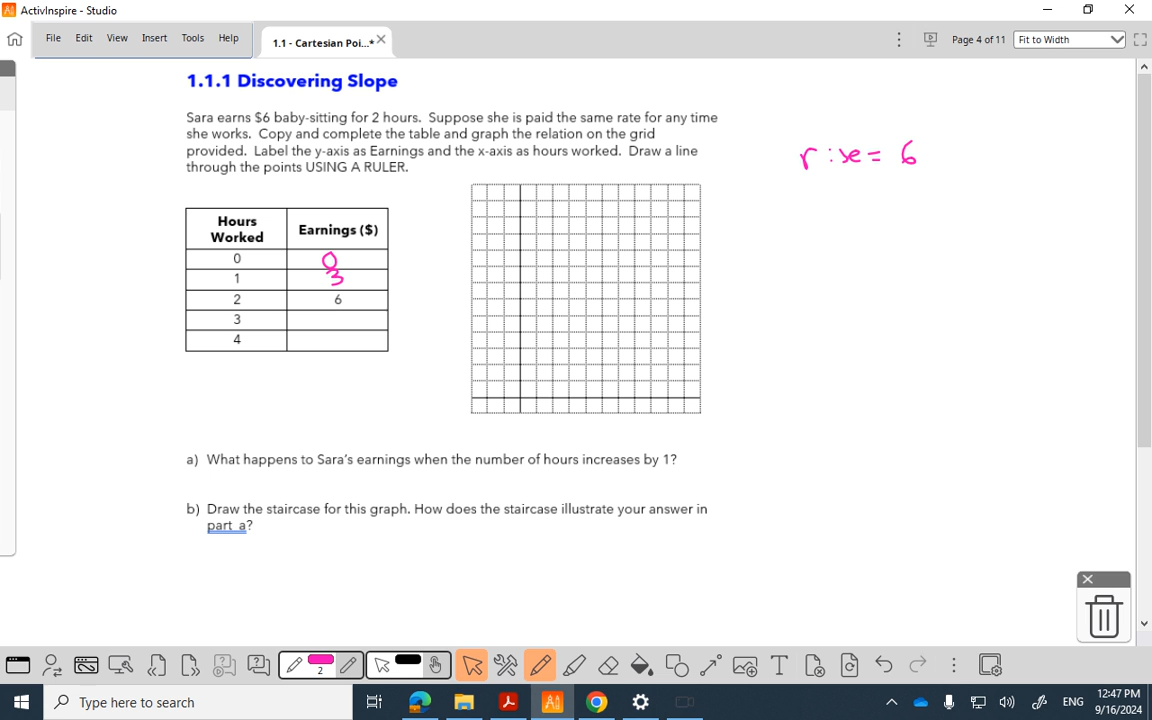 ActivInspire - Studio
File Edit View Insert Tools Help
1.1 - Cartesian Poi...*
Page 4 of 11
Fit to Width
1.1.1 Discovering Slope
Sara earns $6 baby-sitting for 2 hours. Suppose she is paid the same rate for any time
she works. Copy and complete the table and graph the relation on the grid
provided. Label the y-axis as Earnings and the x-axis as hours worked. Draw a line
through the points USING A RULER.
rise = 6
Hours Worked Earnings ($)
0 0
1 3
2 6
3
4
a) What happens to Sara's earnings when the number of hours increases by 1?
b) Draw the staircase for this graph. How does the staircase illustrate your answer in
part a?
2
Type here to search
ENG
12:47 PM
9/16/2024